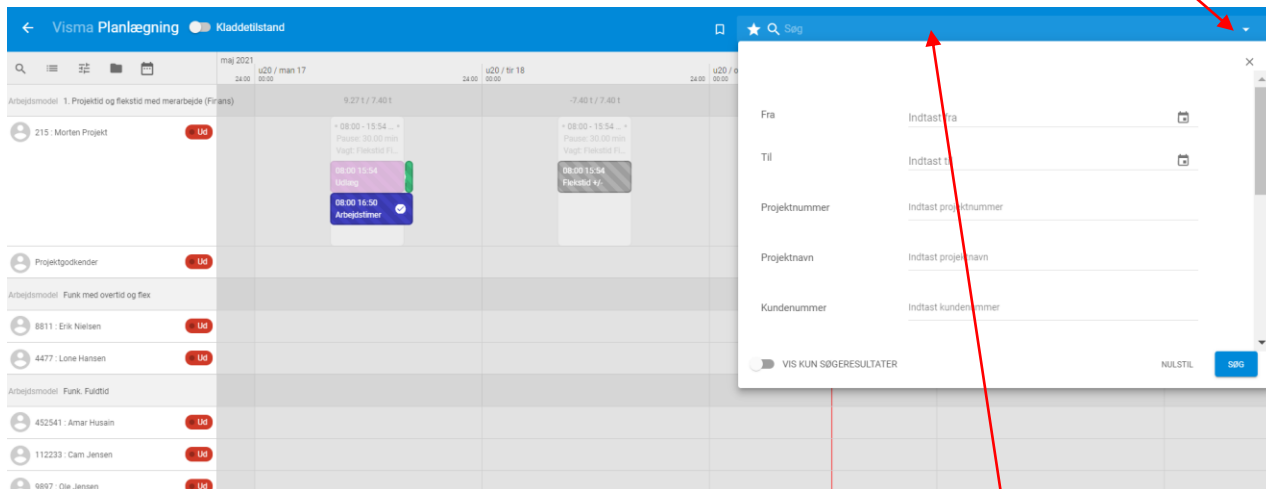 Visma Planlægning Kladdetilstand
Søg
maj 2021
u20 / man 17
u20 / tir 18
u20 / o
24:00 00:00
24:00 00:00
24:00 00:00
Arbejdsmodel 1. Projektid og flekstid med merarbejde (Finans)
9.27 t / 7.40 t
-7.40 t / 7.40 t
215 : Morten Projekt
Ud
08:00 - 15:54 ...
Pause: 30.00 min
Vagt: Flekstid Fl...
08:00 15:54
Udlæg
08:00 16:50
Arbejdstimer
08:00 - 15:54 ...
Pause: 30.00 min
Vagt: Flekstid Fl...
08:00 15:54
Flekstid +/-
Projektgodkender
Ud
Arbejdsmodel Funk med overtid og flex
8811 : Erik Nielsen
Ud
4477 : Lone Hansen
Ud
Arbejdsmodel Funk. Fuldtid
452541 : Amar Husain
Ud
112233 : Cam Jensen
Ud
9897 : Ole Jensen
Ud
Fra
Indtast fra
Til
Indtast til
Projektnummer
Indtast projektnummer
Projektnavn
Indtast projektnavn
Kundenummer
Indtast kundenummer
VIS KUN SØGERESULTATER
NULSTIL
SØG